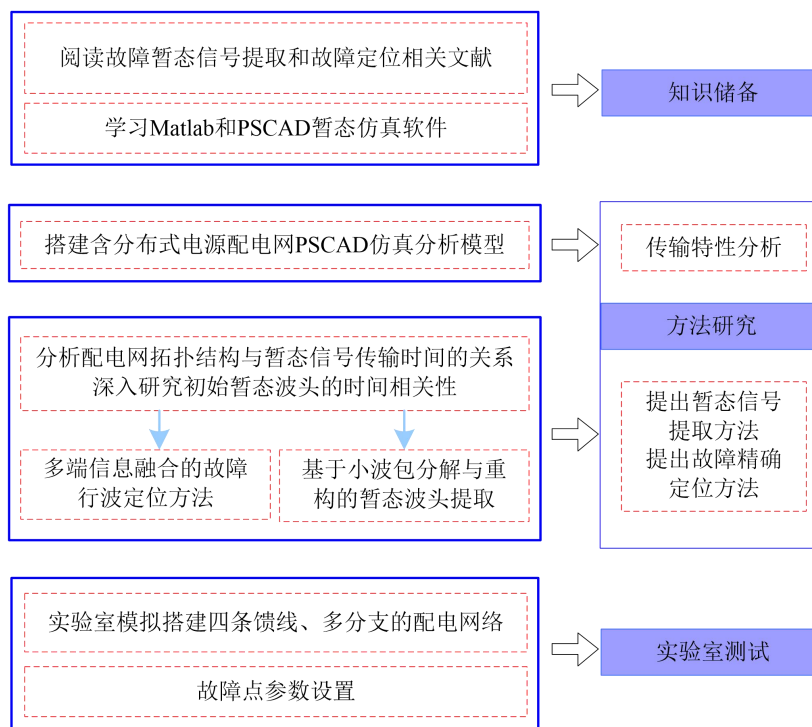 阅读故障暂态信号提取和故障定位相关文献
学习Matlab和PSCAD暂态仿真软件
知识储备
搭建含分布式电源配电网PSCAD仿真分析模型
传输特性分析
方法研究
分析配电网拓扑结构与暂态信号传输时间的关系
深入研究初始暂态波头的时间相关性
多端信息融合的故障
行波定位方法
基于小波包分解与重
构的暂态波头提取
提出暂态信号
提取方法
提出故障精确
定位方法
实验室模拟搭建四条馈线、多分支的配电网络
故障点参数设置
实验室测试